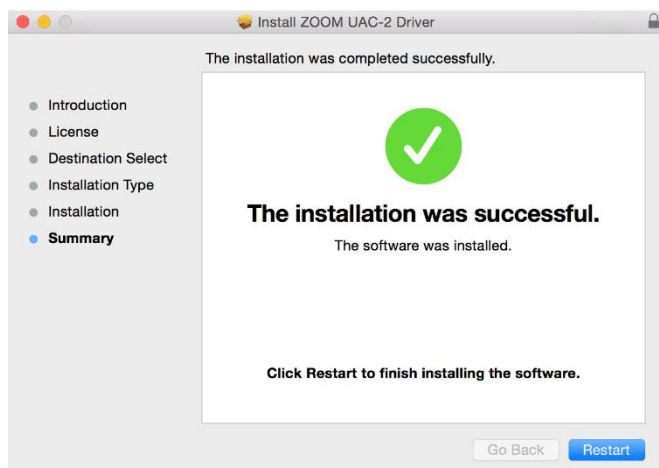 Install ZOOM UAC-2 Driver
The installation was completed successfully.
Introduction
License
Destination Select
Installation Type
Installation
Summary
The installation was successful.
The software was installed.
Click Restart to finish installing the software.
Go Back
Restart